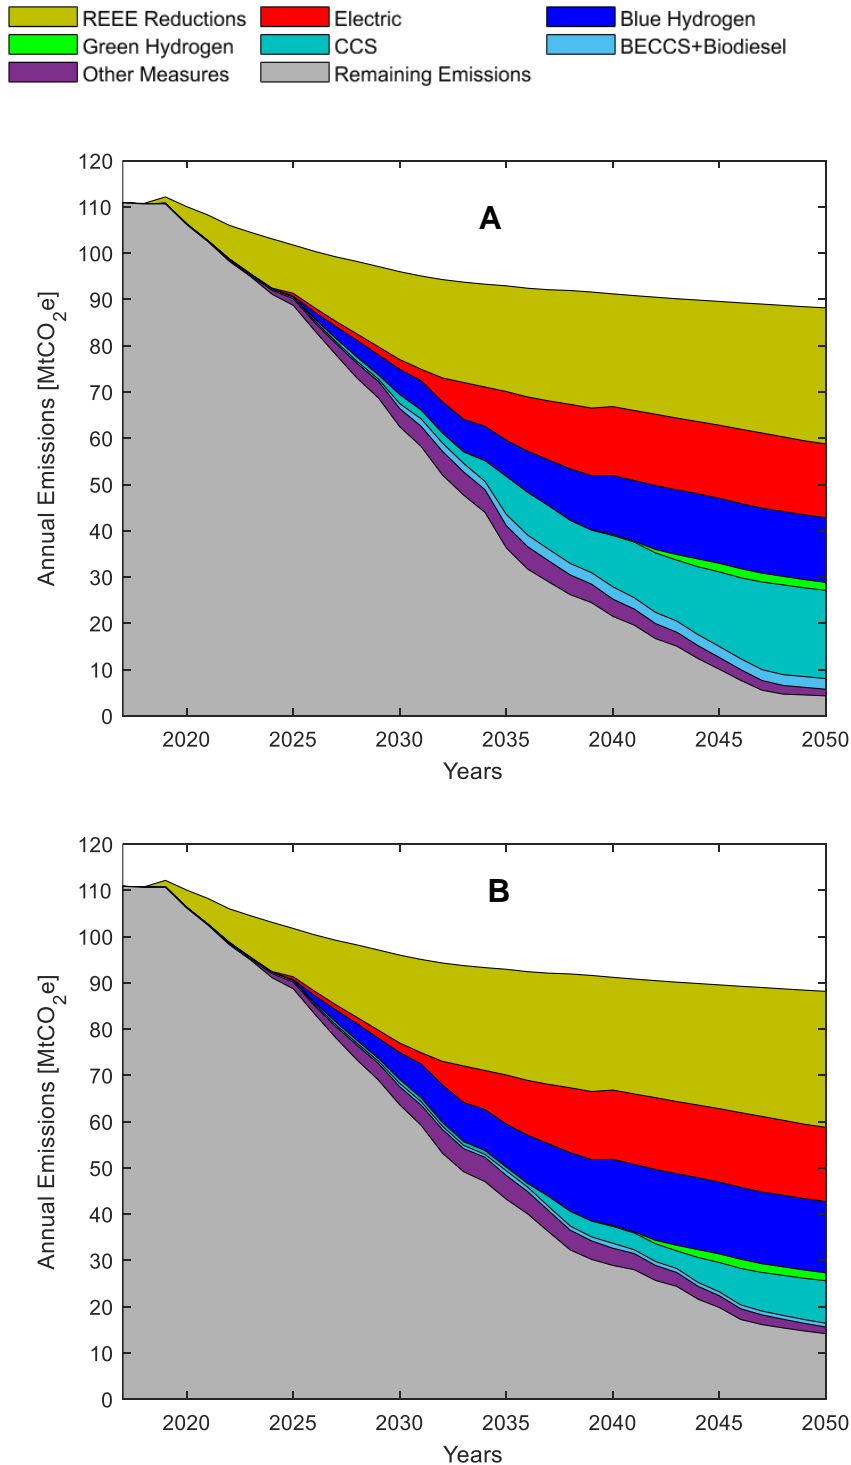 REEE Reductions Electric Blue Hydrogen
Green Hydrogen CCS BECCS+Biodiesel
Other Measures Remaining Emissions
A
Annual Emissions [MtCO2e]
120
110
100
90
80
70
60
50
40
30
20
10
0
2020 2025 2030 2035 2040 2045 2050
Years
B
Annual Emissions [MtCO2e]
120
110
100
90
80
70
60
50
40
30
20
10
0
2020 2025 2030 2035 2040 2045 2050
Years